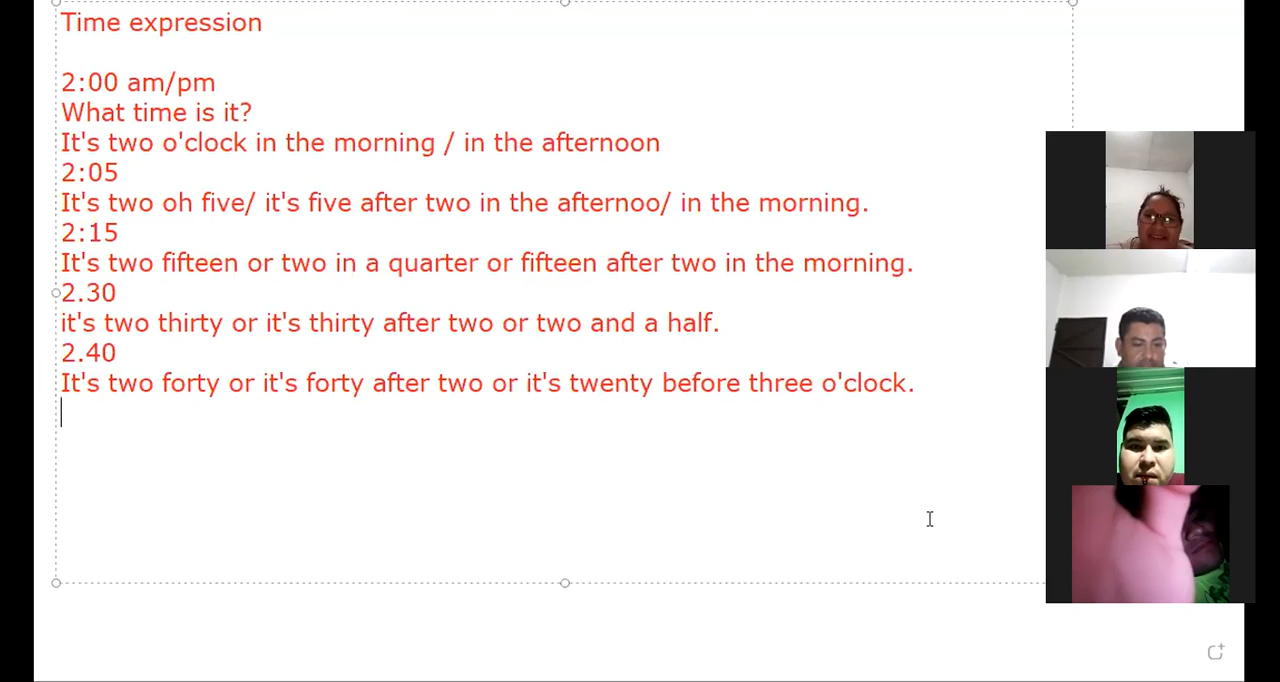 Time expression
2:00 am/pm
What time is it?
It's two o'clock in the morning / in the afternoon
2:05
It's two oh five/ it's five after two in the afternoo/ in the morning.
2:15
It's two fifteen or two in a quarter or fifteen after two in the morning.
2.30
it's two thirty or it's thirty after two or two and a half.
2.40
It's two forty or it's forty after two or it's twenty before three o'clock.